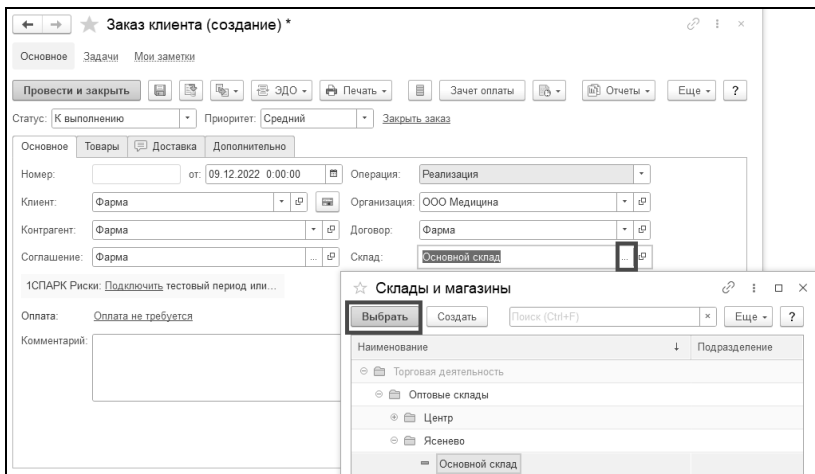 Заказ клиента (создание) *
Основное Задачи Мои заметки
Провести и закрыть ЭДО Печать Зачет оплаты Отчеты Еще ?
Статус: К выполнению Приоритет: Средний Закрыть заказ
Основное Товары Доставка Дополнительно
Номер: от: 09.12.2022 0:00:00 Операция: Реализация
Клиент: Фарма Организация: ООО Медицина
Контрагент: Фарма Договор: Фарма
Соглашение: Фарма ... Склад: Основной склад ...
1СПАРК Риски: Подключить тестовый период или...
Оплата: Оплата не требуется
Комментарий:
Склады и магазины
Выбрать Создать Поиск (Ctrl+F) × Еще ?
Наименование ↓ Подразделение
Торговая деятельность
Оптовые склады
Центр
Ясенево
Основной склад